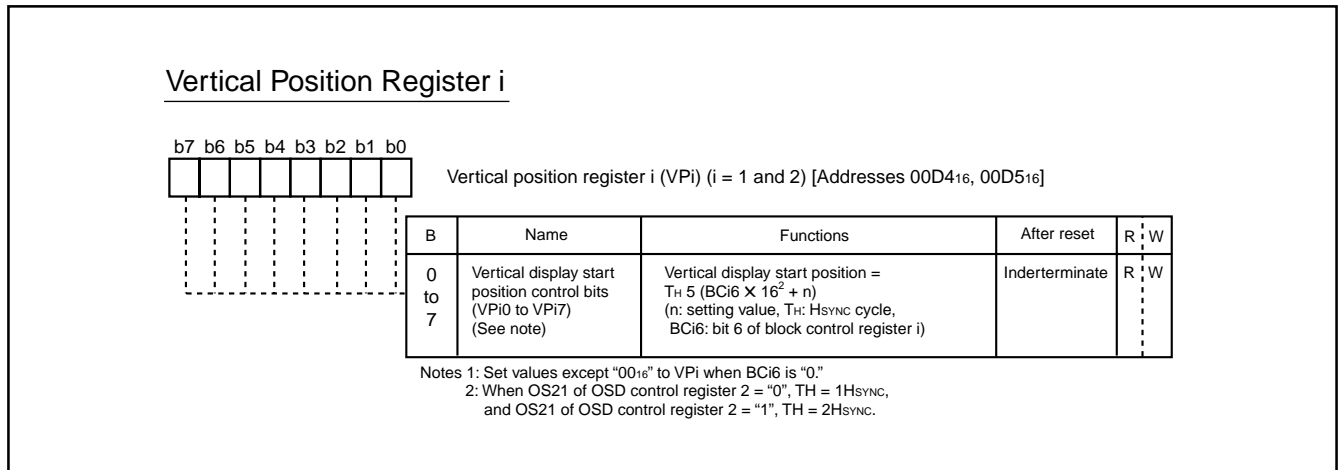 Vertical Position Register i
b7 b6 b5 b4 b3 b2 b1 b0
Vertical position register i (VPi) (i = 1 and 2) [Addresses 00D4₁₆, 00D5₁₆]
B Name Functions After reset R W
0 to 7
Vertical display start
position control bits
(VPi0 to VPi7)
(See note)
Vertical display start position =
TH 5 (BCi6 X 16² + n)
(n: setting value, TH: HSYNC cycle,
BCi6: bit 6 of block control register i)
Inderterminate R W
Notes 1: Set values except “00₁₆” to VPi when BCi6 is “0.”
2: When OS21 of OSD control register 2 = “0”, TH = 1HSYNC,
and OS21 of OSD control register 2 = “1”, TH = 2HSYNC.